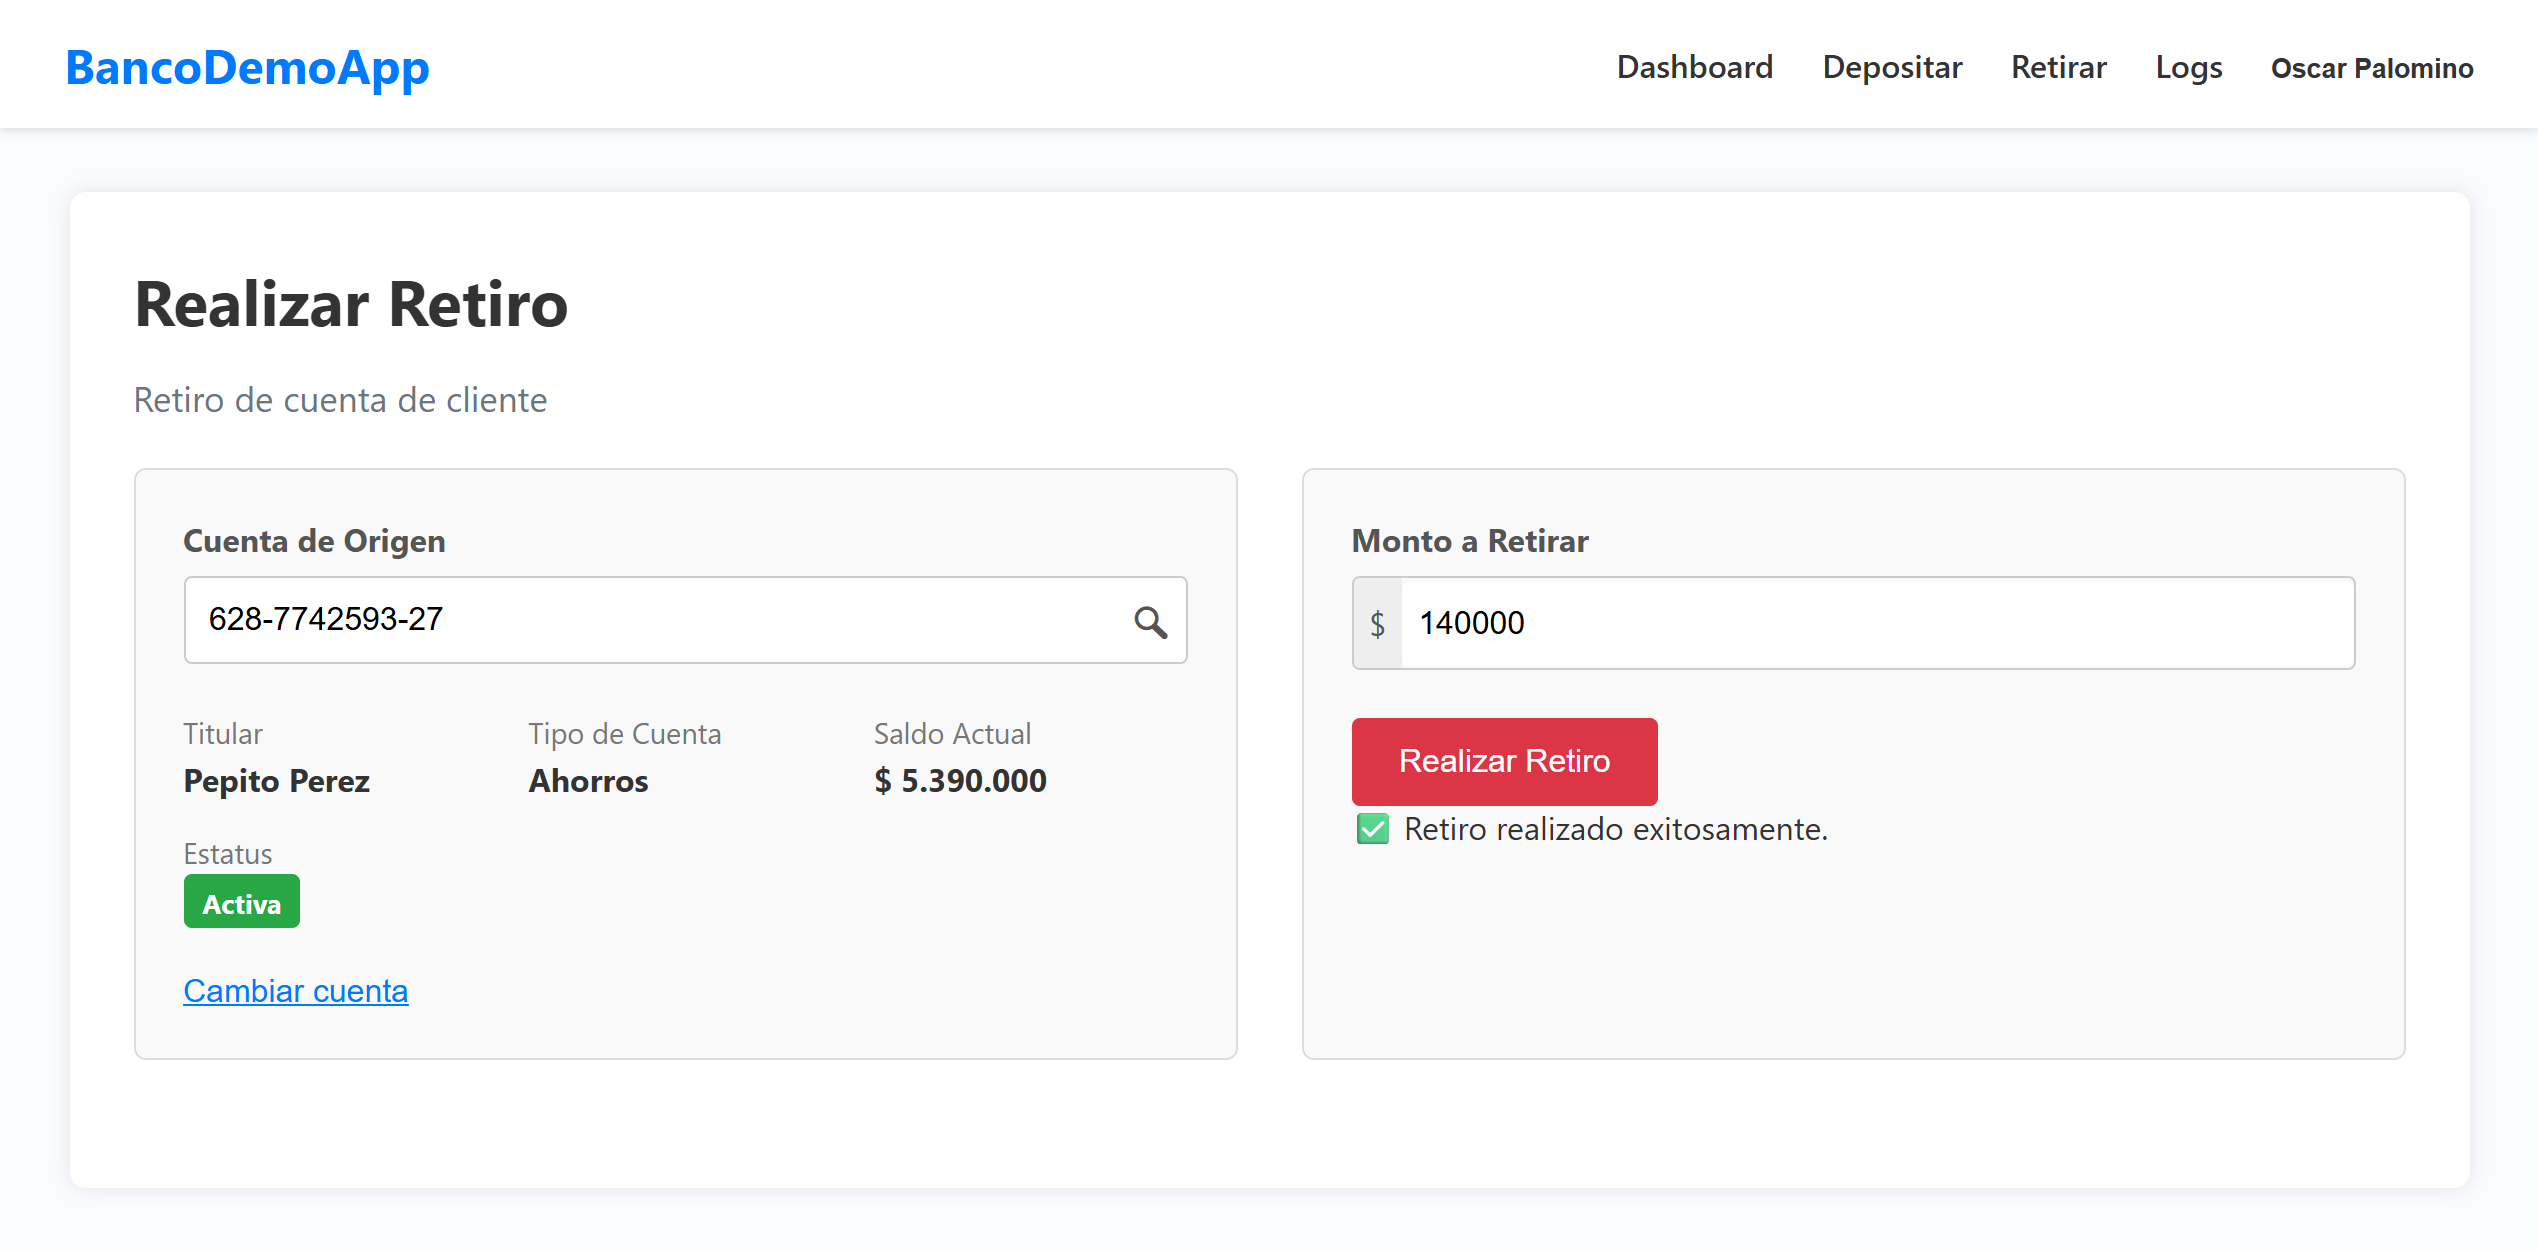 BancoDemoApp
Dashboard Depositar Retirar Logs Oscar Palomino
Realizar Retiro
Retiro de cuenta de cliente
Cuenta de Origen
628-7742593-27
Titular Tipo de Cuenta Saldo Actual
Pepito Perez Ahorros $ 5.390.000
Estatus
Activa
Cambiar cuenta
Monto a Retirar
$ 140000
Realizar Retiro
Retiro realizado exitosamente.